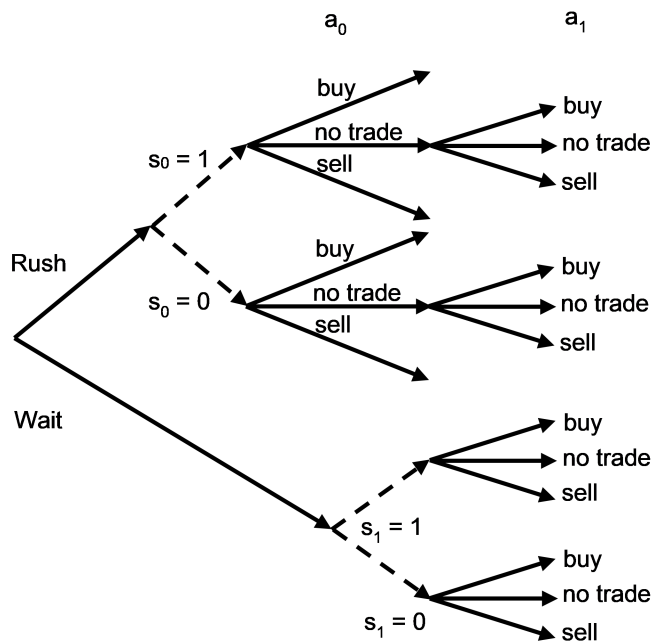 a₀
a₁
buy
no trade
sell
s₀ = 1
buy
no trade
sell
Rush
buy
no trade
sell
s₀ = 0
buy
no trade
sell
Wait
buy
no trade
sell
s₁ = 1
buy
no trade
sell
s₁ = 0